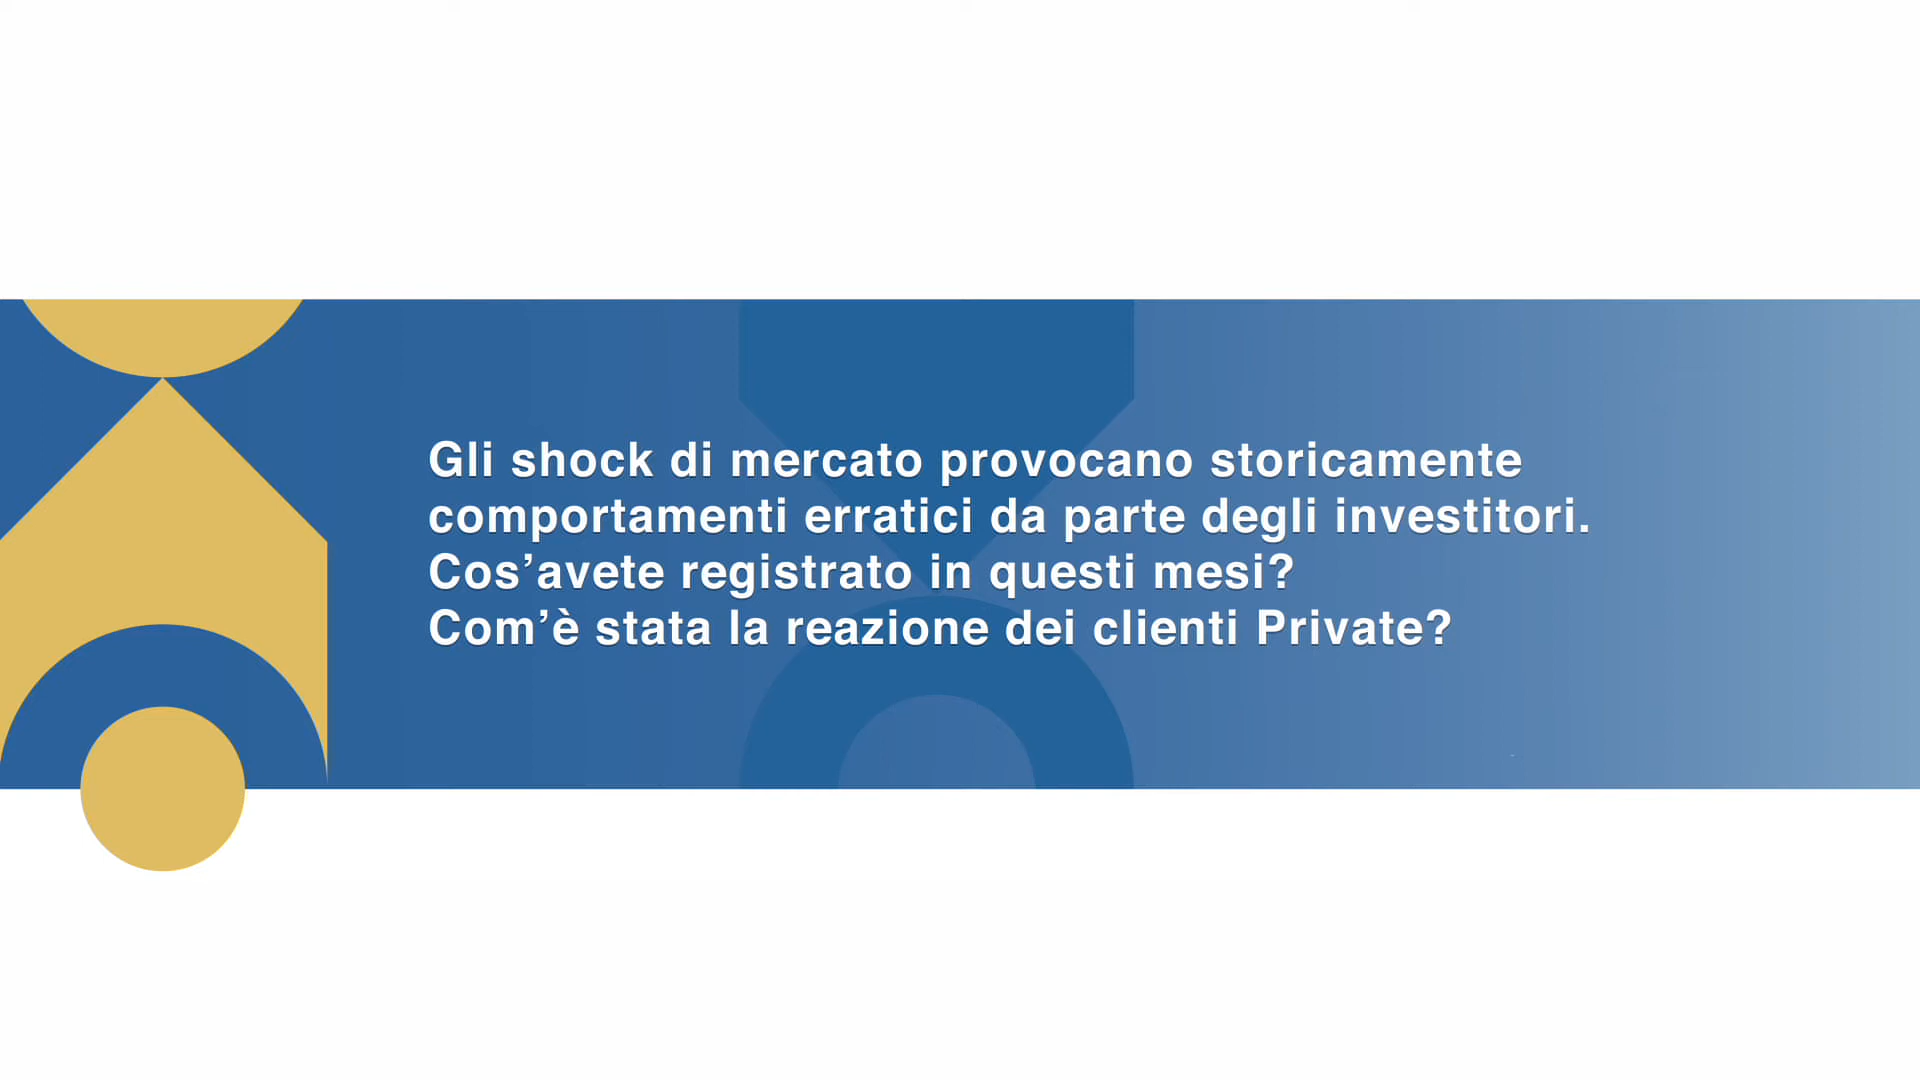 Gli shock di mercato provocano storicamente
comportamenti erratici da parte degli investitori.
Cos’avete registrato in questi mesi?
Com’è stata la reazione dei clienti Private?